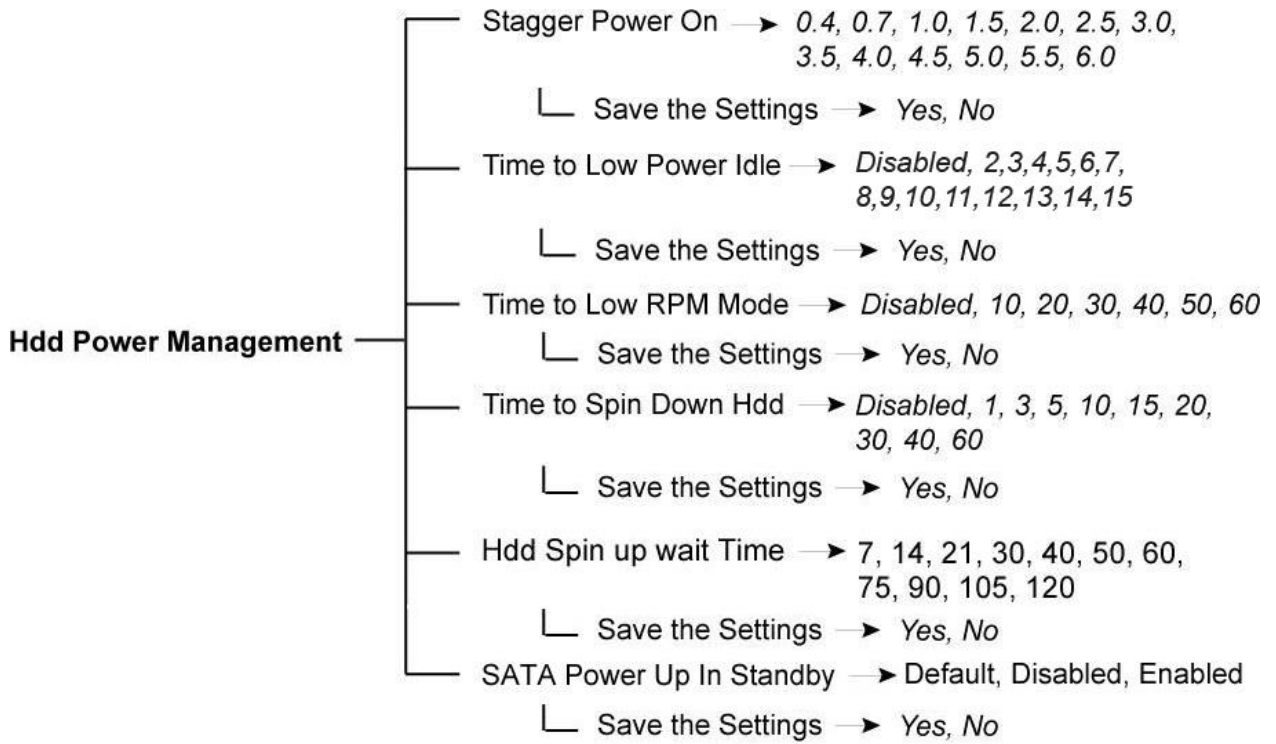 Stagger Power On 0.4, 0.7, 1.0, 1.5, 2.0, 2.5, 3.0,
3.5, 4.0, 4.5, 5.0, 5.5, 6.0
Save the Settings Yes, No
Time to Low Power Idle Disabled, 2,3,4,5,6,7,
8,9,10,11,12,13,14,15
Save the Settings Yes, No
Time to Low RPM Mode Disabled, 10, 20, 30, 40, 50, 60
Hdd Power Management
Save the Settings Yes, No
Time to Spin Down Hdd Disabled, 1, 3, 5, 10, 15, 20,
30, 40, 60
Save the Settings Yes, No
Hdd Spin up wait Time 7, 14, 21, 30, 40, 50, 60,
75, 90, 105, 120
Save the Settings Yes, No
SATA Power Up In Standby Default, Disabled, Enabled
Save the Settings Yes, No